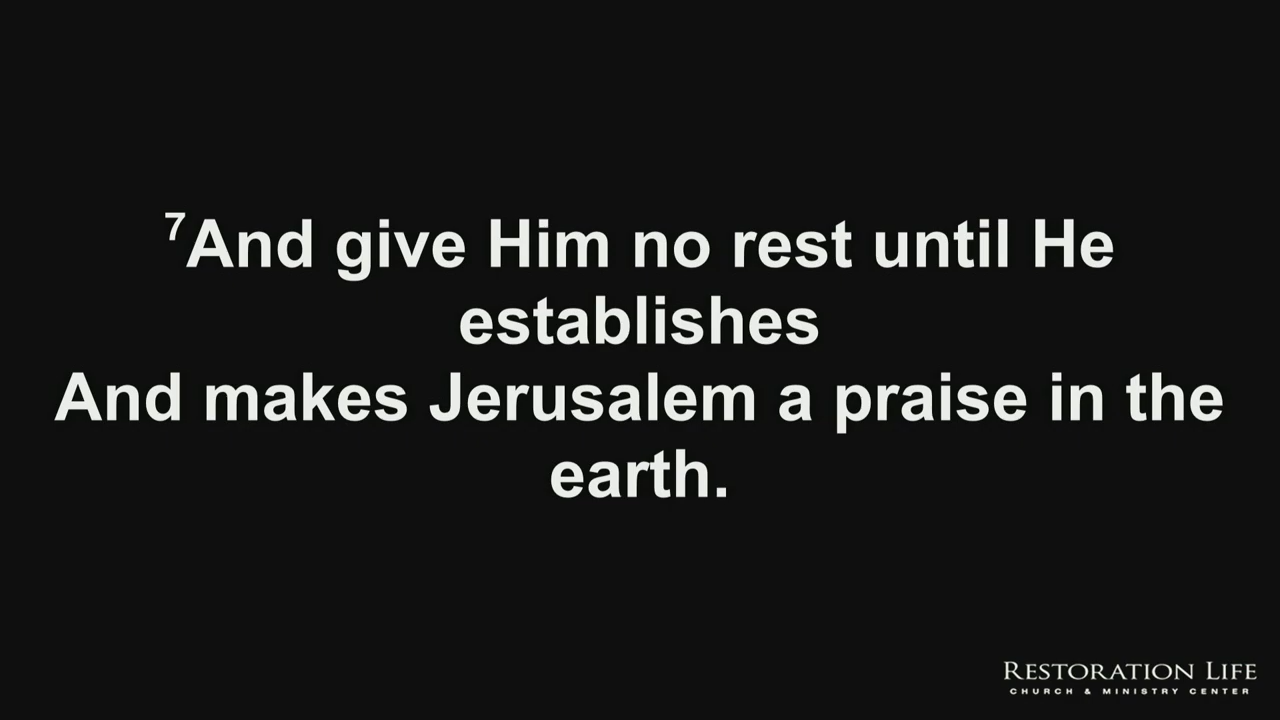 ⁷And give Him no rest until He
establishes
And makes Jerusalem a praise in the
earth.
RESTORATION LIFE
CHURCH & MINISTRY CENTER